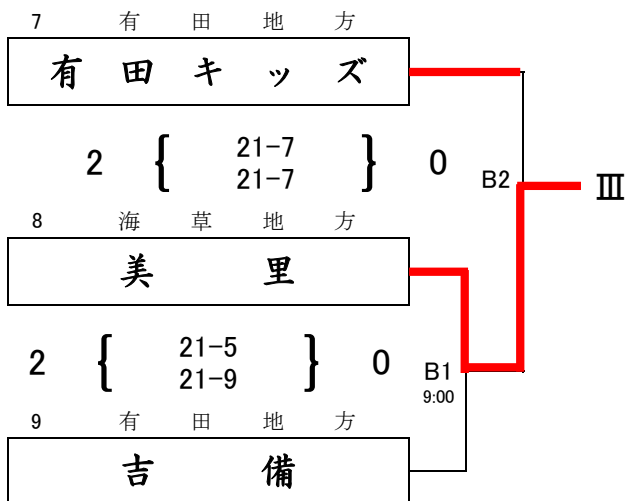 7 有田地方
有田キッズ
2 { 21-7 } 0
21-7
B2
Ⅲ
8 海草地方
美里
2 { 21-5 } 0
21-9
B1
9:00
9 有田地方
吉備